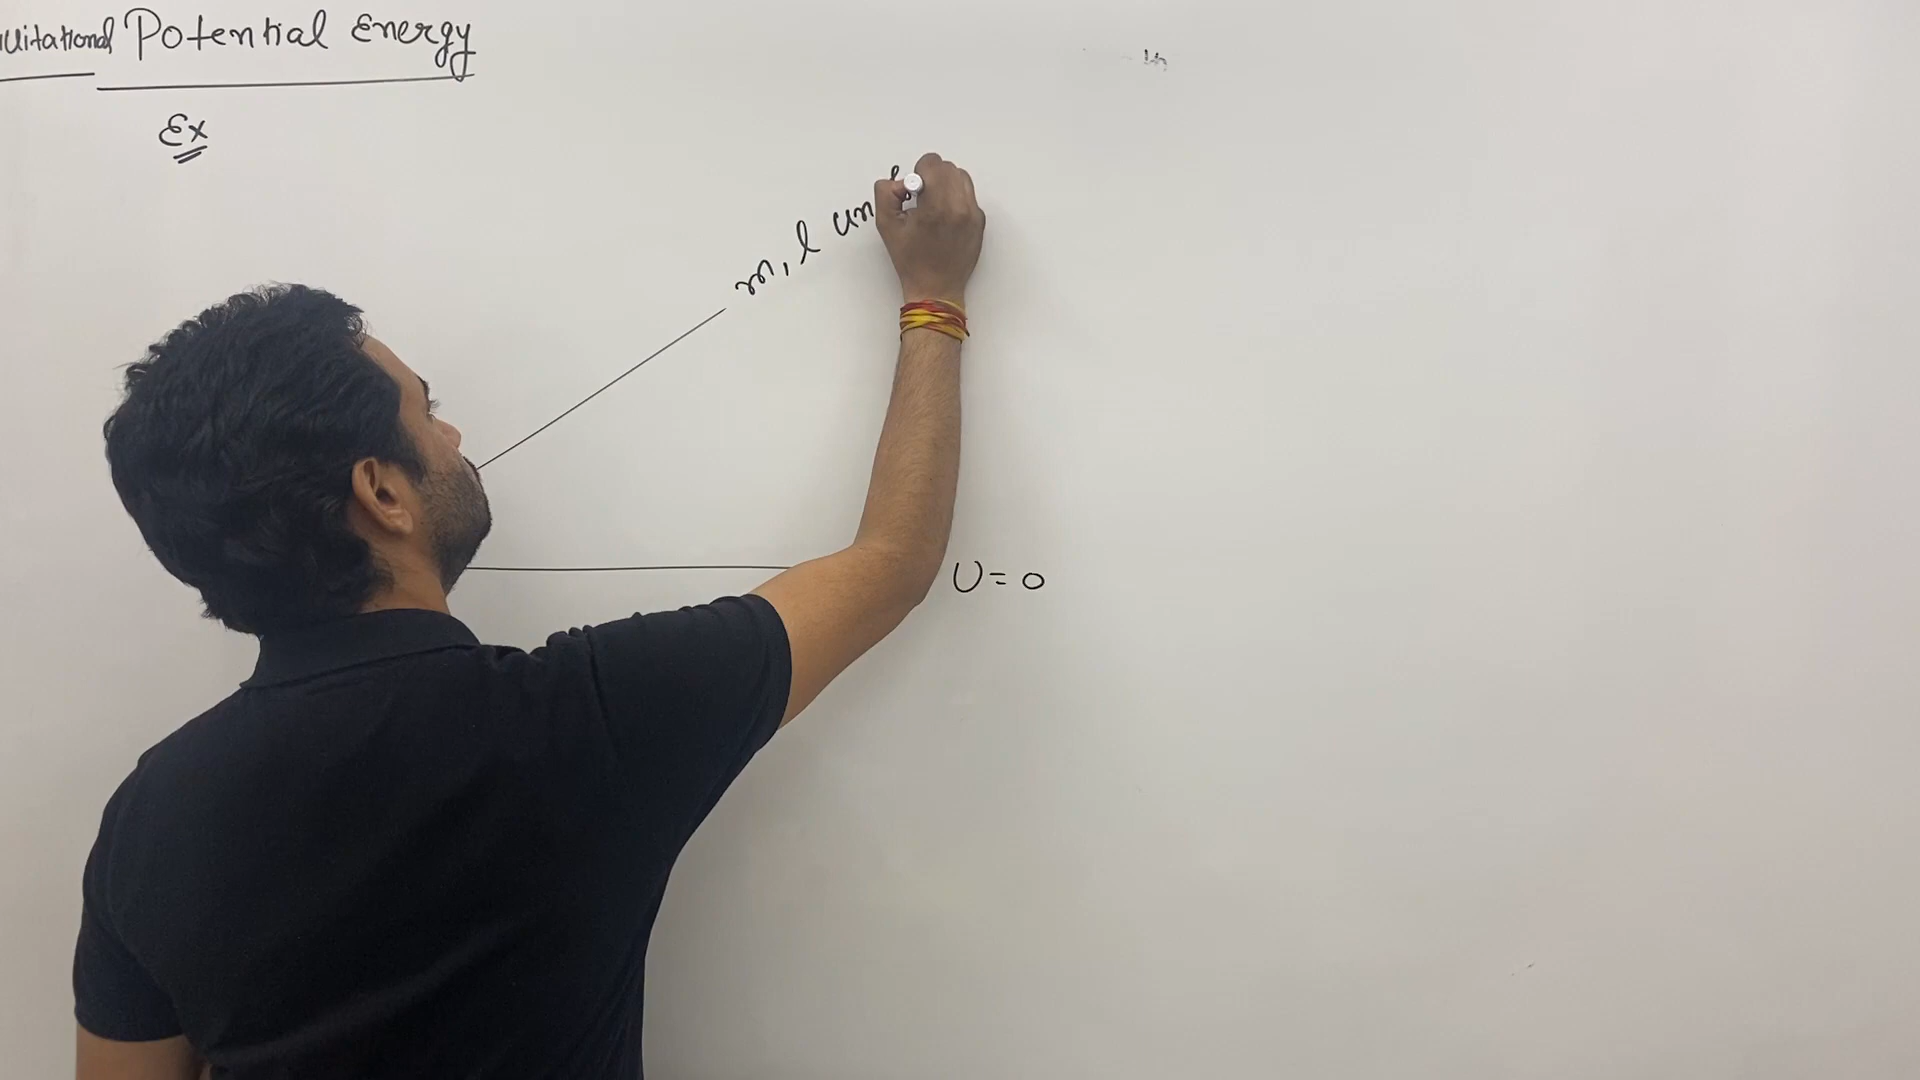 Potential Energy
Ex
m, l
U = 0